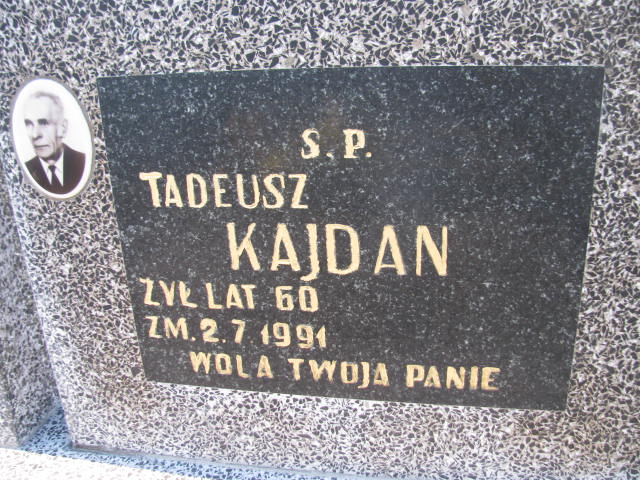 S.P.
TADEUSZ
KAJDAN
ŻYŁ LAT 60
ZM. 2.7 1991
WOLA TWOJA PANIE